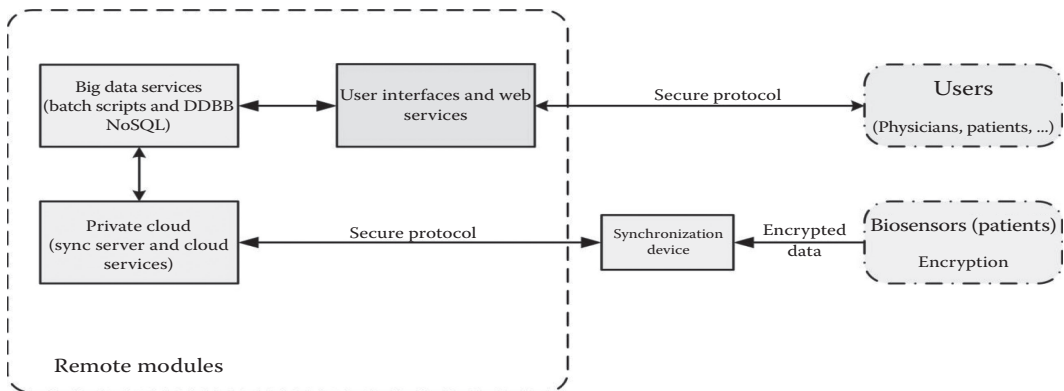 Big data services
(batch scripts and DDBB
NoSQL)
User interfaces and web
services
Secure protocol
Users
(Physicians, patients, ...)
Private cloud
(sync server and cloud
services)
Secure protocol
Synchronization
device
Encrypted
data
Biosensors (patients)
Encryption
Remote modules